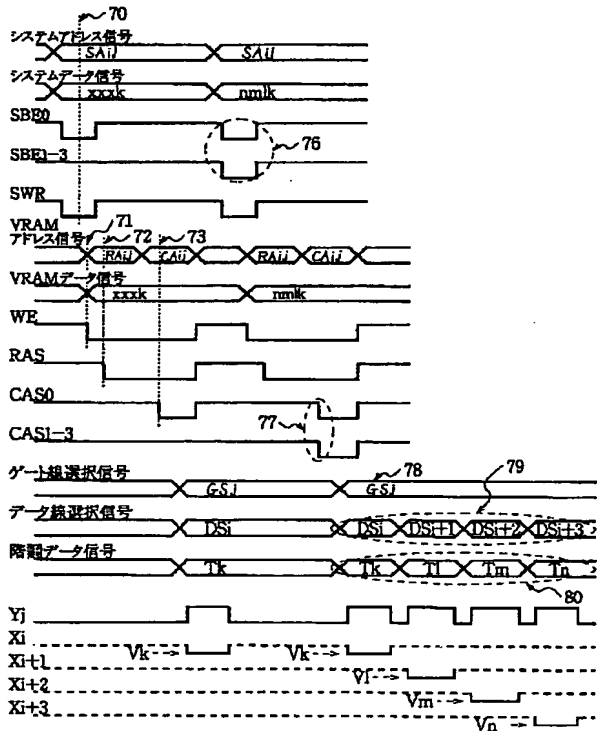 70
システムアドレス信号
SAij SAij
システムデータ信号
xxxk nmlk
SBE0
76
SBE1-3
SWR
VRAM 71 72 73
アドレス信号
RAij CAij RAij CAij
VRAMデータ信号
xxxk nmlk
WE
RAS
CAS0
77
CAS1-3
ゲート線選択信号 78 79
GSj GSj
データ線選択信号
DSi DSi DSi+1 DSi+2 DSi+3
階調データ信号
Tk Tk Tl Tm Tn
80
Yj
Xi
Vk Vk
Xi+1
Vl
Xi+2
Vm
Xi+3
Vn